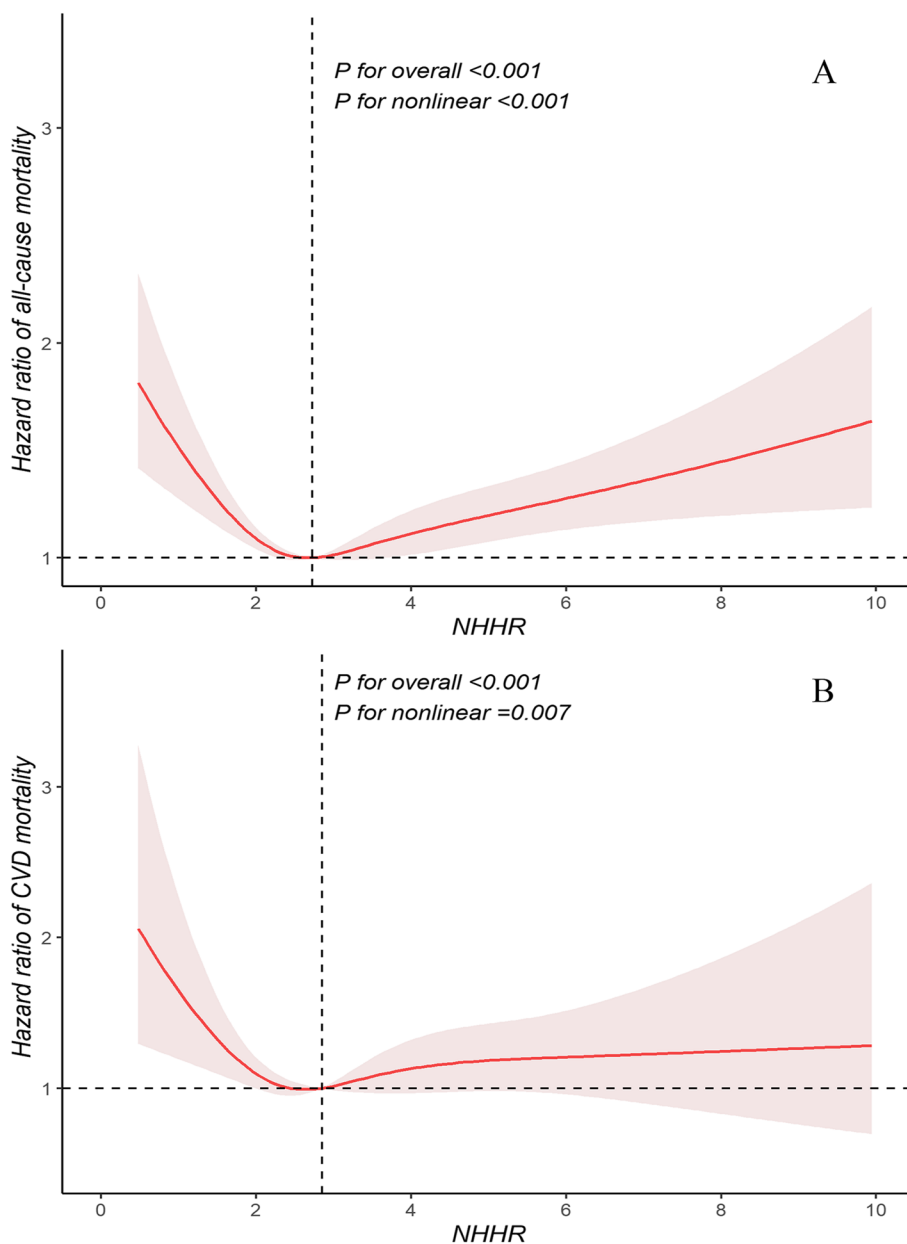 P for overall <0.001
A
P for nonlinear <0.001
Hazard ratio of all-cause mortality
3
2
1
0 2 4 6 8 10
NHHR
P for overall <0.001
B
P for nonlinear =0.007
Hazard ratio of CVD mortality
3
2
1
0 2 4 6 8 10
NHHR